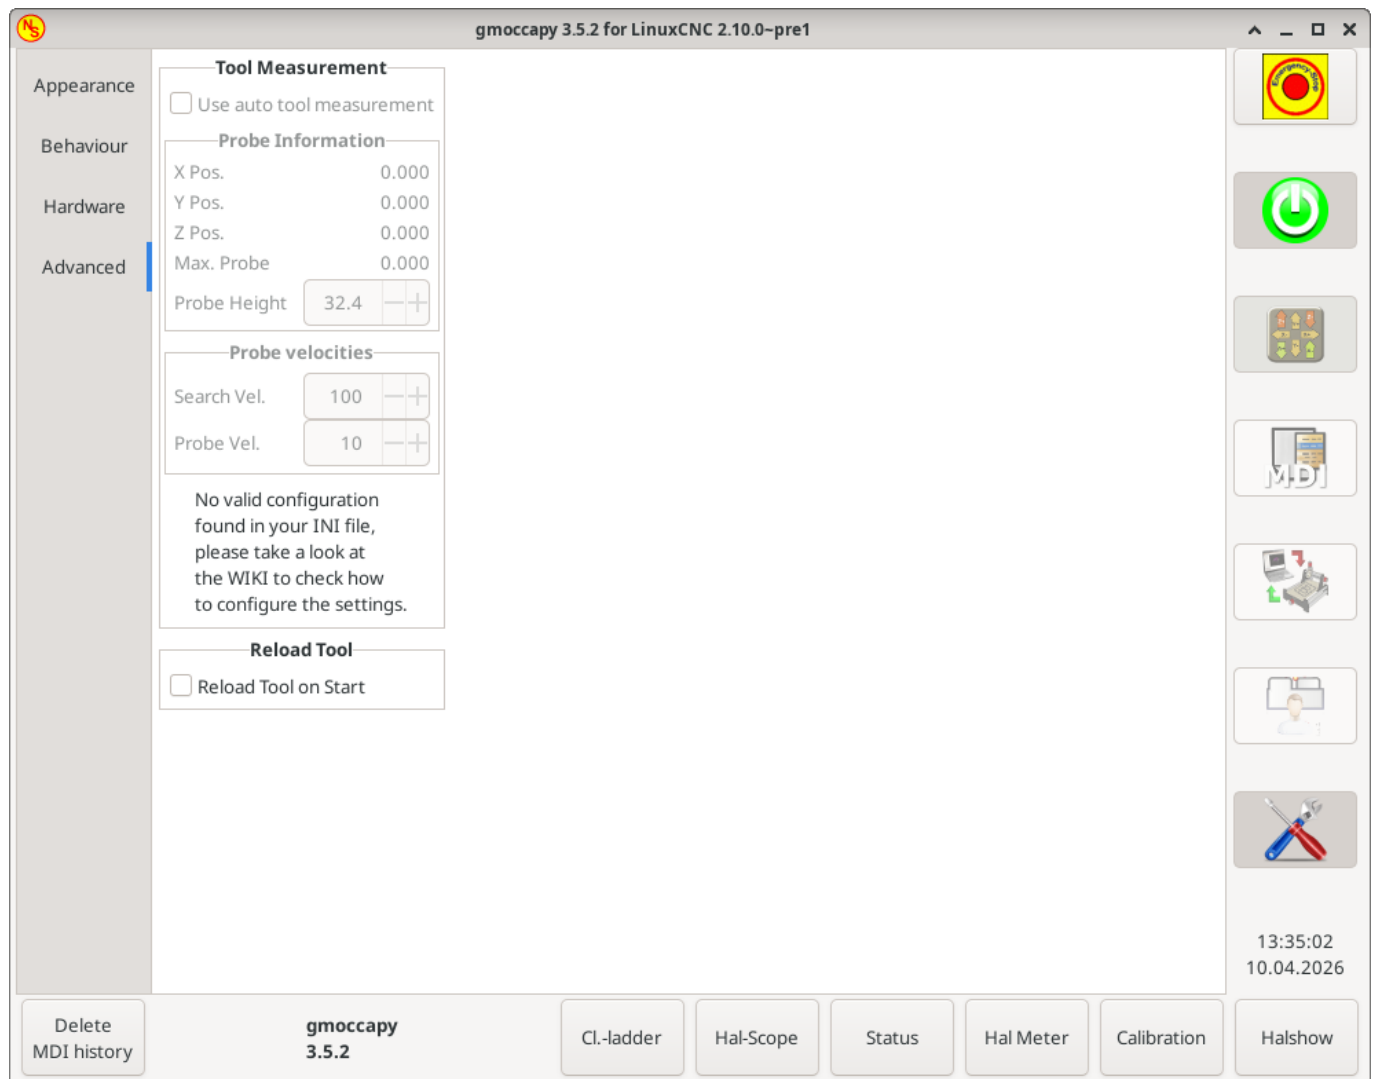 NS
gmoccapy 3.5.2 for LinuxCNC 2.10.0~pre1
Appearance
Behaviour
Hardware
Advanced
Tool Measurement
Use auto tool measurement
Probe Information
X Pos. 0.000
Y Pos. 0.000
Z Pos. 0.000
Max. Probe 0.000
Probe Height 32.4
Probe velocities
Search Vel. 100
Probe Vel. 10
No valid configuration
found in your INI file,
please take a look at
the WIKI to check how
to configure the settings.
Reload Tool
Reload Tool on Start
Emergency-Stop
MDI
13:35:02
10.04.2026
Delete
MDI history
gmoccapy
3.5.2
Cl.-ladder
Hal-Scope
Status
Hal Meter
Calibration
Halshow